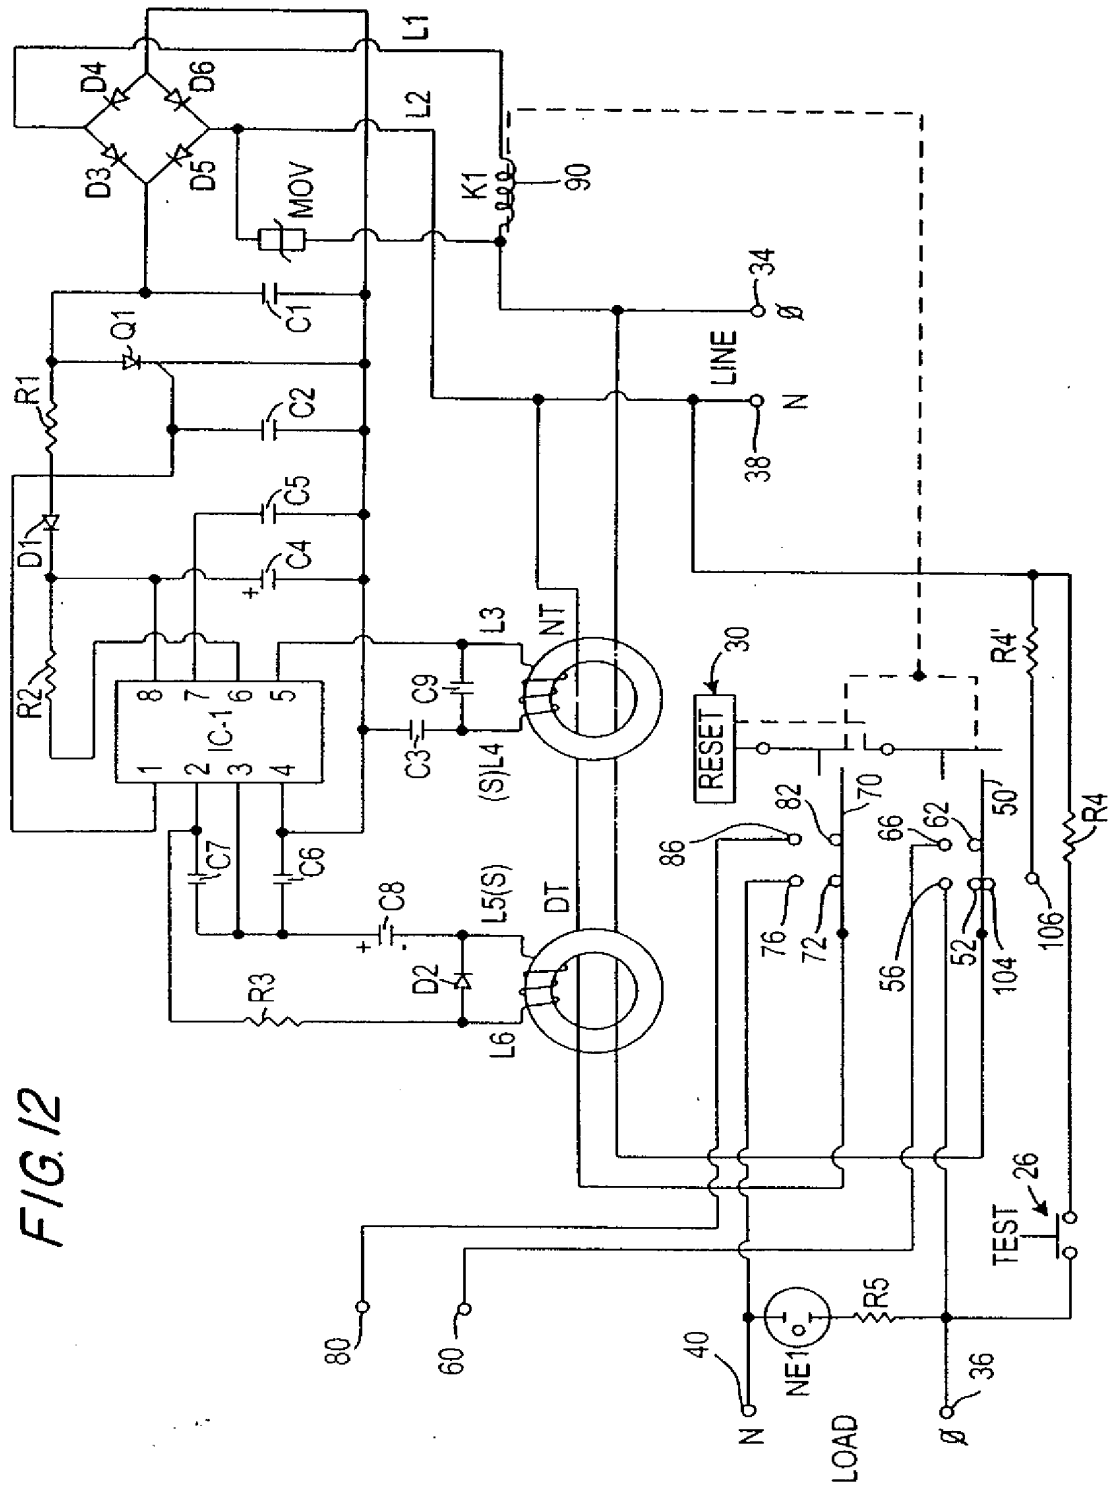 FIG. 12
L1
L2
D4
D6
D3
D5
MOV
K1
90
C1
Q1
R1
C2
C5
C4
+
D1
R2
8
7
6
5
IC-1
1
2
3
4
C7
C6
C8
+
R3
D2
L5(S)
L6
DT
C3
C9
(S)L4
L3
NT
34
Ø
LINE
N
38
RESET
30
R4'
R4
86
82
70
76
72
66
62
50'
56
52
104
106
TEST
26
80
60
40
N
NE1
R5
LOAD
Ø
36